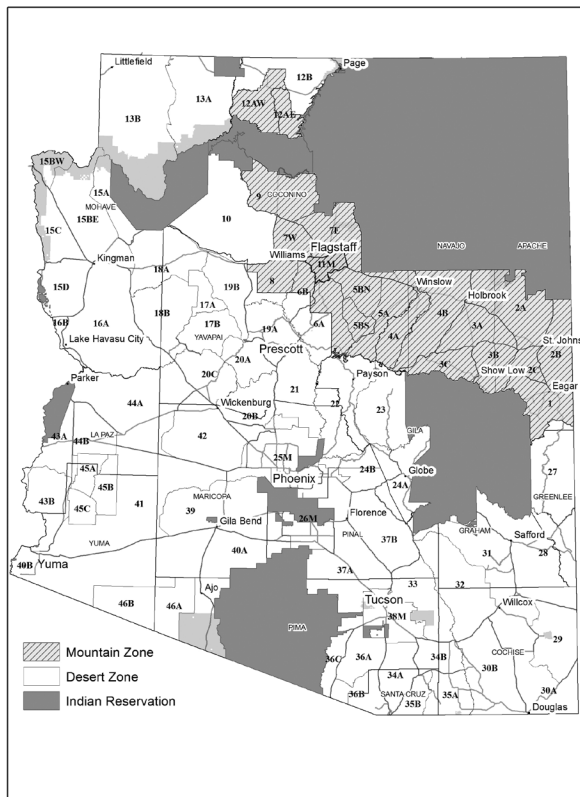 Littlefield
Page
12B
13A
12AW
13B
12AE
15BW
15A
9
COCONINO
MOHAVE
15BE
10
15C
7W
7E
Flagstaff
NAVAJO
APACHE
Kingman
Williams
11M
18A
8
Winslow
15D
19B
6B
5BN
Holbrook
2A
17A
16B
16A
18B
17B
5A
4B
3A
5BS
St. Johns
YAVAPAI
19A
6A
Lake Havasu City
4A
Prescott
3B
2B
20A
3C
Show Low
2C
Parker
20C
Payson
Eagar
21
44A
Wickenburg
22
23
1
20B
43A
LA PAZ
44B
42
GILA
25M
45A
Phoenix
24B
Globe
27
45B
24A
43B
MARICOPA
GREENLEE
45C
41
39
26M
Florence
GRAHAM
Gila Bend
PINAL
Safford
YUMA
37B
31
40A
28
Yuma
40B
37A
33
32
Ajo
Tucson
Willcox
46B
46A
38M
PIMA
COCHISE
29
36C
36A
34B
30B
34A
36B
SANTA CRUZ
35A
30A
35B
Douglas
Mountain Zone
Desert Zone
Indian Reservation